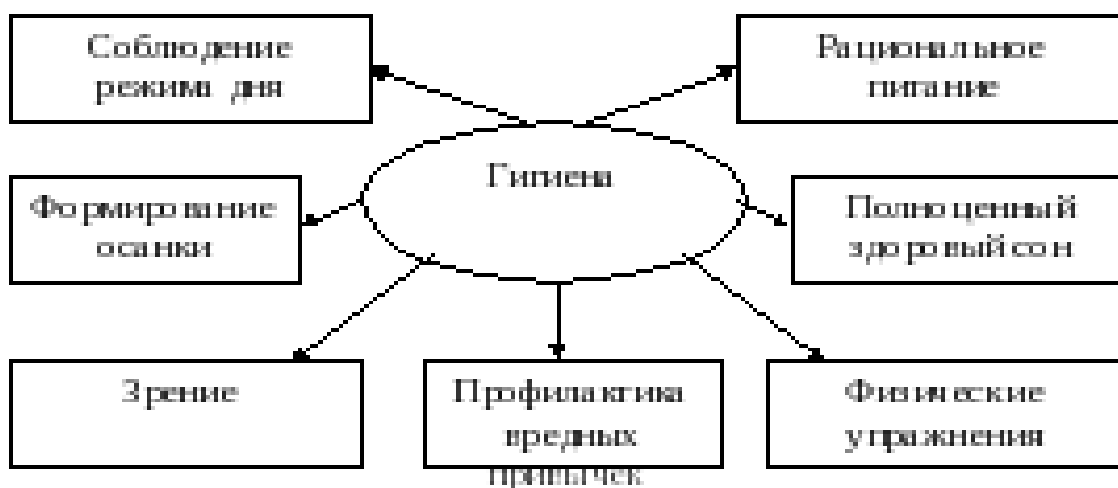 Соблюдение
режима дня
Рациональное
питание
Гигиена
Формирование
осанки
Полноценный
здоровый сон
Зрение
Профилактика
вредных
привычек
Физические
упражнения